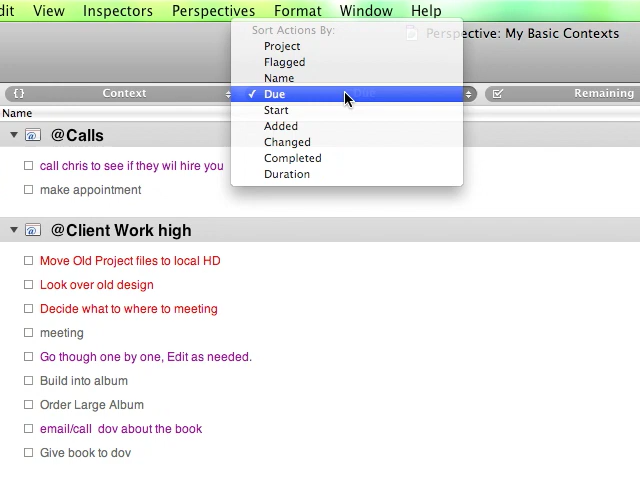 dit View Inspectors Perspectives Format Window Help
Sort Actions By:
Perspective: My Basic Contexts
Project
Flagged
Name
{} Context ✓ Due Remaining
Name
Start
Added
Changed
Completed
Duration
@Calls
call chris to see if they wil hire you
make appointment
@Client Work high
Move Old Project files to local HD
Look over old design
Decide what to where to meeting
meeting
Go though one by one, Edit as needed.
Build into album
Order Large Album
email/call dov about the book
Give book to dov